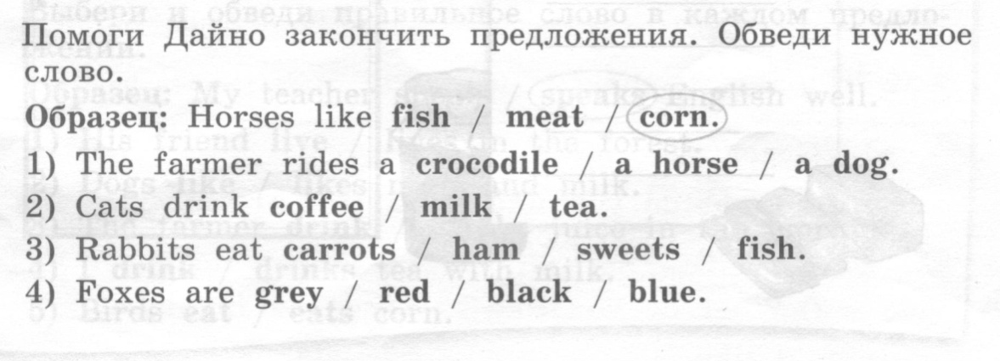 Помоги Дайно закончить предложения. Обведи нужное
слово.
Образец: Horses like fish / meat / corn.
1) The farmer rides a crocodile / a horse / a dog.
2) Cats drink coffee / milk / tea.
3) Rabbits eat carrots / ham / sweets / fish.
4) Foxes are grey / red / black / blue.